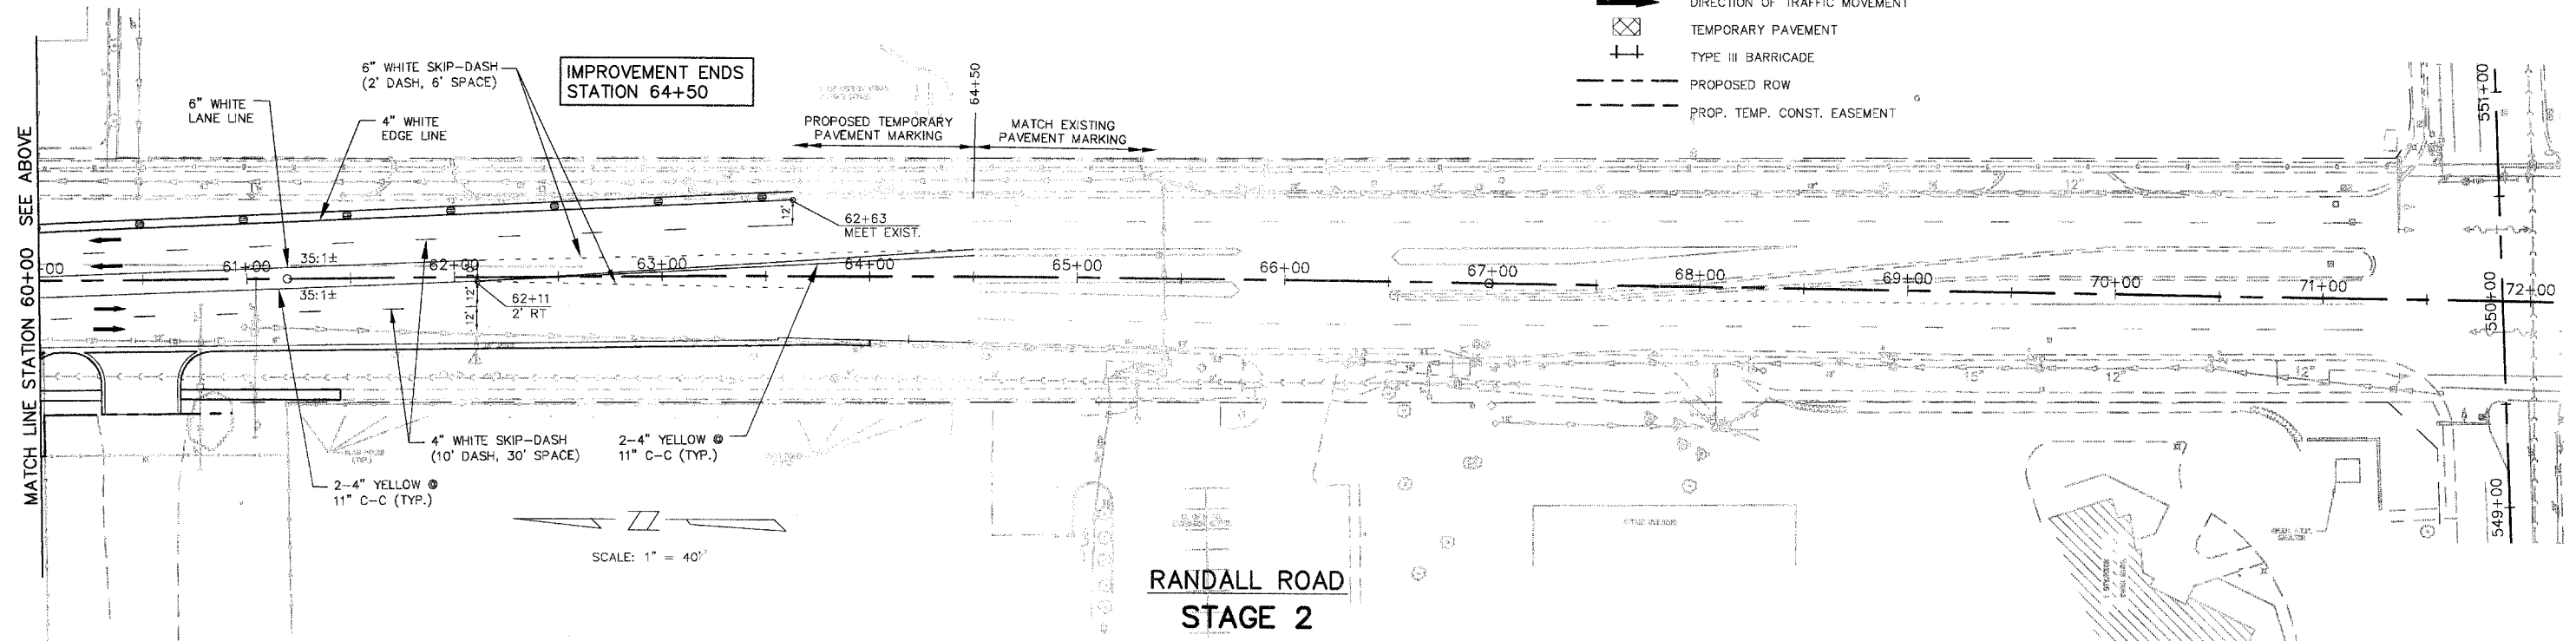 DIRECTION OF TRAFFIC MOVEMENT
TEMPORARY PAVEMENT
TYPE III BARRICADE
PROPOSED ROW
PROP. TEMP. CONST. EASEMENT
6" WHITE SKIP-DASH
(2' DASH, 6' SPACE)
IMPROVEMENT ENDS
STATION 64+50
6" WHITE
LANE LINE
4" WHITE
EDGE LINE
64+50
PROPOSED TEMPORARY
PAVEMENT MARKING
MATCH EXISTING
PAVEMENT MARKING
MATCH LINE STATION 60+00 SEE ABOVE
551+00
12"
12'
62+63
MEET EXIST.
+00
61+00
35:1±
62+00
63+00
64+00
65+00
66+00
67+00
68+00
69+00
70+00
71+00
72+00
550+00
35:1±
12'
12'
62+11
2' RT
15"
12"
12"
4" WHITE SKIP-DASH
(10' DASH, 30' SPACE)
2-4" YELLOW @
11" C-C (TYP.)
2-4" YELLOW @
11" C-C (TYP.)
549+00
SCALE: 1" = 40'
RANDALL ROAD
STAGE 2